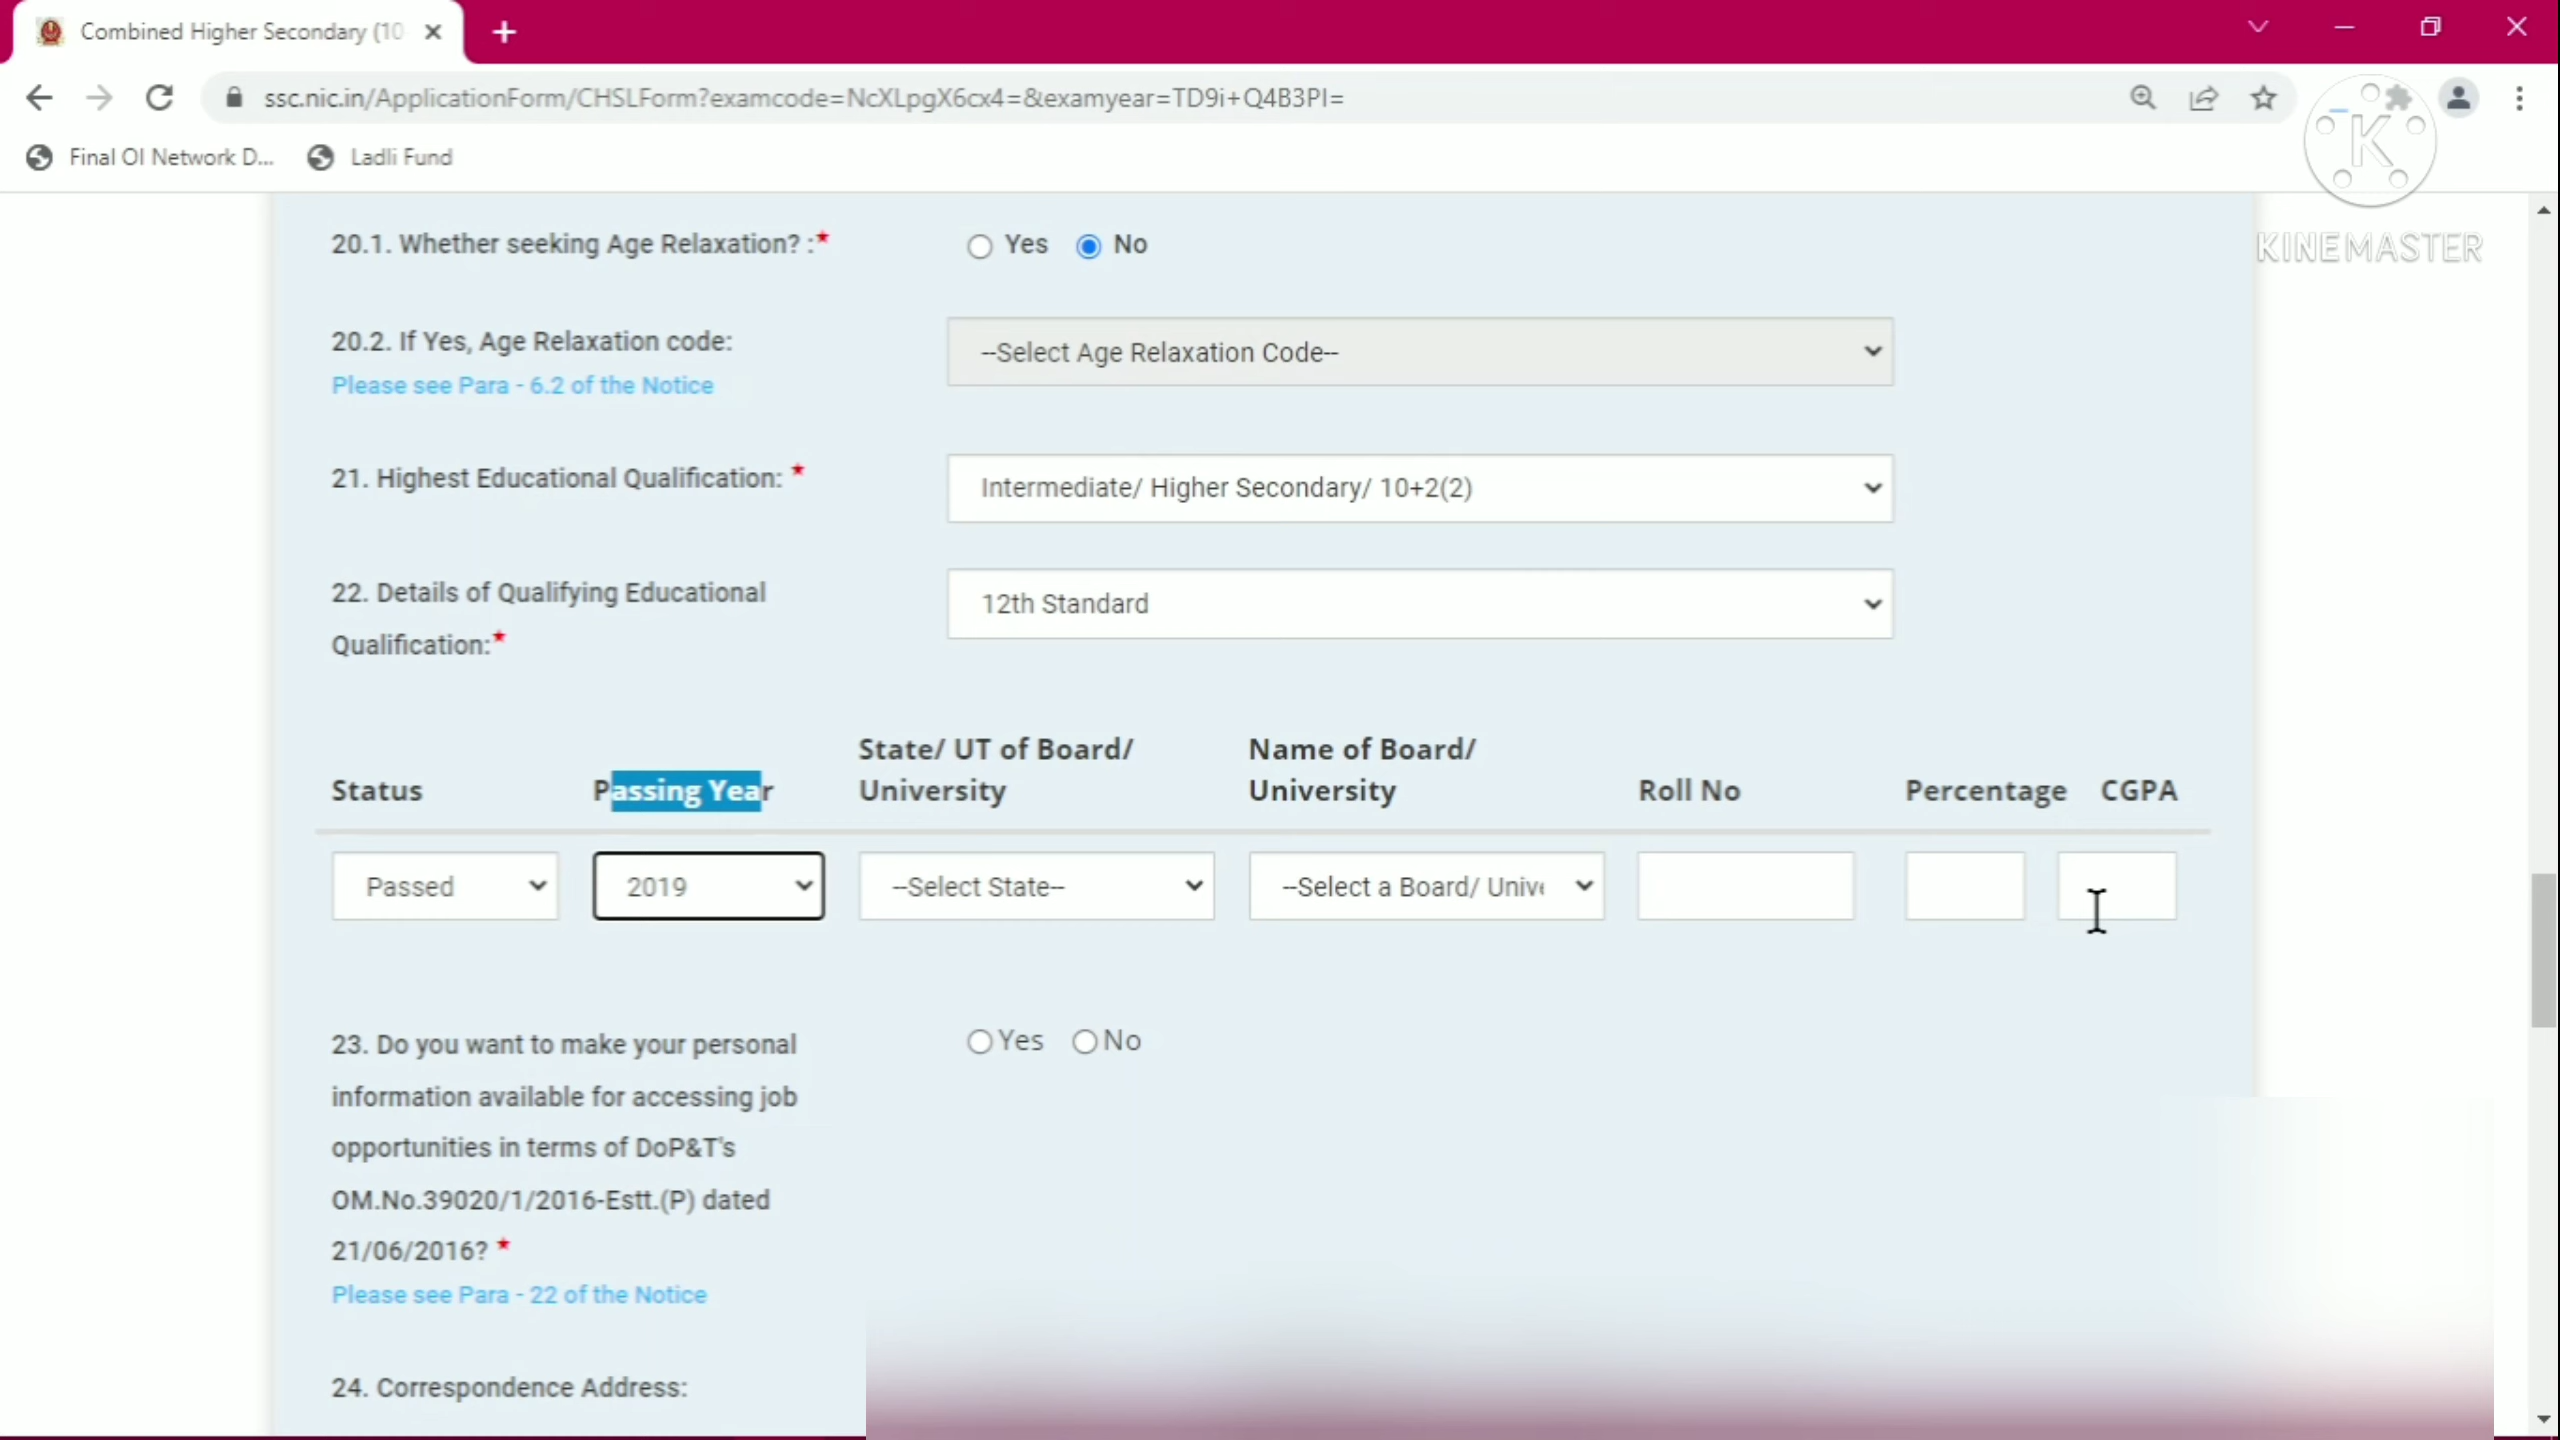 Combined Higher Secondary (10
ssc.nic.in/ApplicationForm/CHSLForm?examcode=NcXLpgX6cx4=&examyear=TD9i+Q4B3PI=
Final OI Network D... Ladli Fund
K
KINEMASTER
20.1. Whether seeking Age Relaxation? :* Yes No
20.2. If Yes, Age Relaxation code: --Select Age Relaxation Code--
Please see Para - 6.2 of the Notice
21. Highest Educational Qualification: * Intermediate/ Higher Secondary/ 10+2(2)
22. Details of Qualifying Educational
Qualification:*
12th Standard
Status
Passing Year
State/ UT of Board/
University
Name of Board/
University
Roll No
Percentage
CGPA
Passed 2019 --Select State-- --Select a Board/ Unive
23. Do you want to make your personal
information available for accessing job
opportunities in terms of DoP&T's
OM.No.39020/1/2016-Estt.(P) dated
21/06/2016? *
Yes No
Please see Para - 22 of the Notice
24. Correspondence Address: